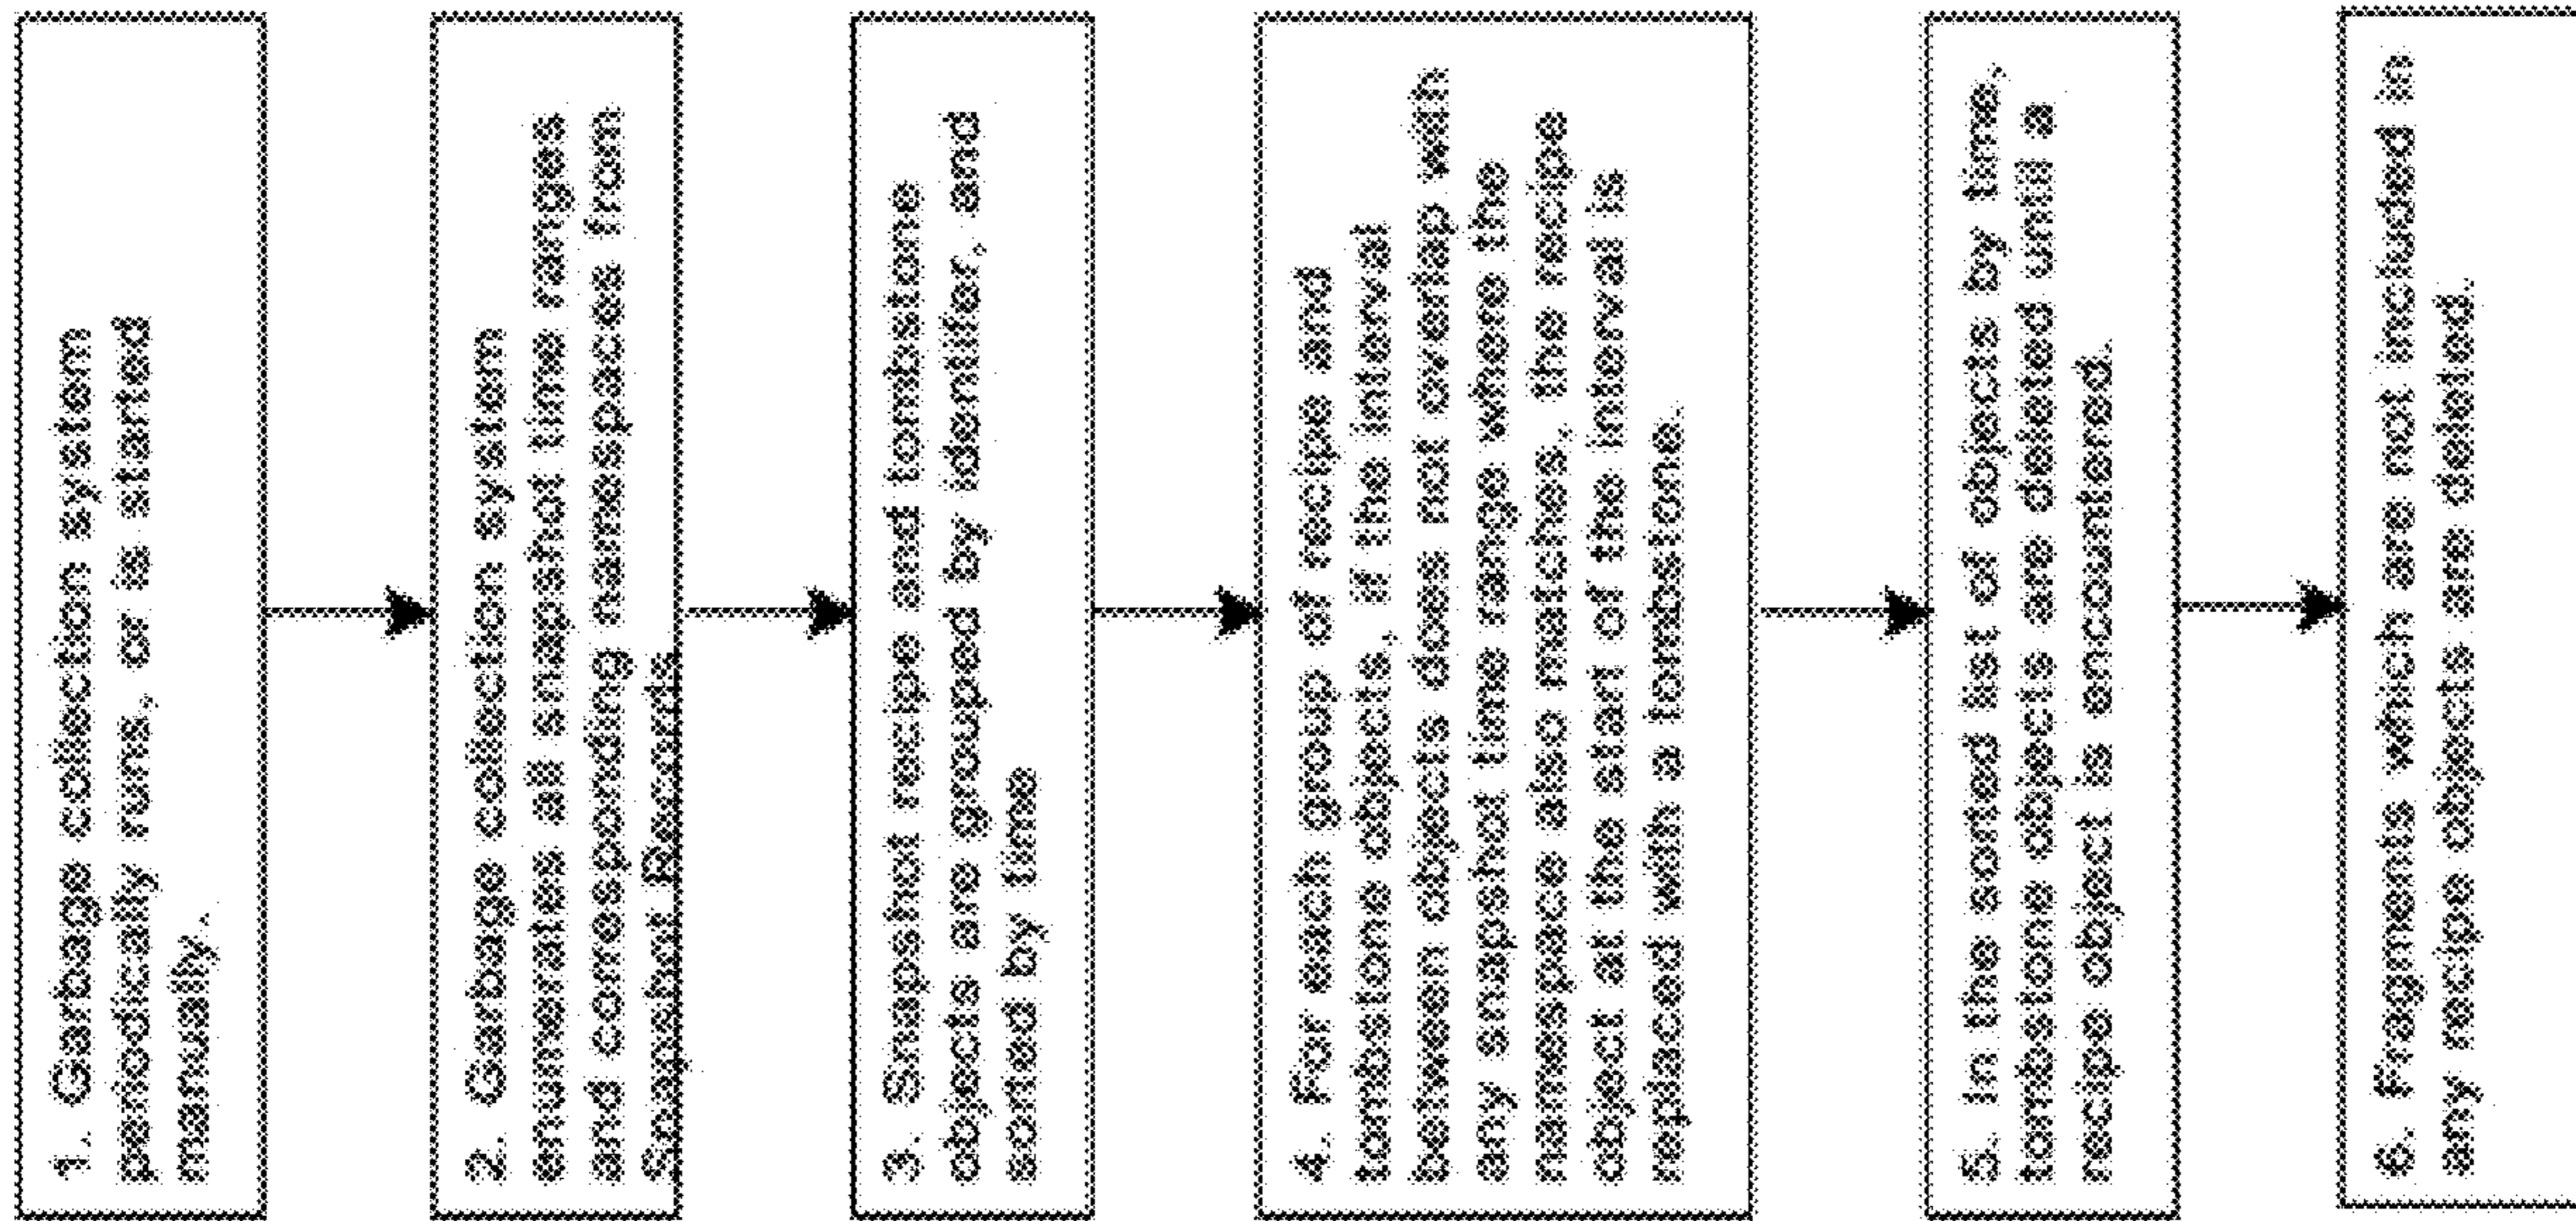 1. Garbage collection system
periodically runs, or is started
manually.
2. Garbage collection system
enumerates all snapshot time ranges
and corresponding namespaces from
Snapshot Records
3. Snapshot recipe and tombstone
objects are grouped by identifier, and
sorted by time
4. For each group of recipe and
tombstone objects, if the interval
between objects does not overlap with
any snapshot time range where the
namespace also matches, the recipe
object at the start of the interval is
replaced with a tombstone.
5. In the sorted list of objects by time,
tombstone objects are deleted until a
recipe object is encountered.
6. Fragments which are not included in
any recipe objects are deleted.